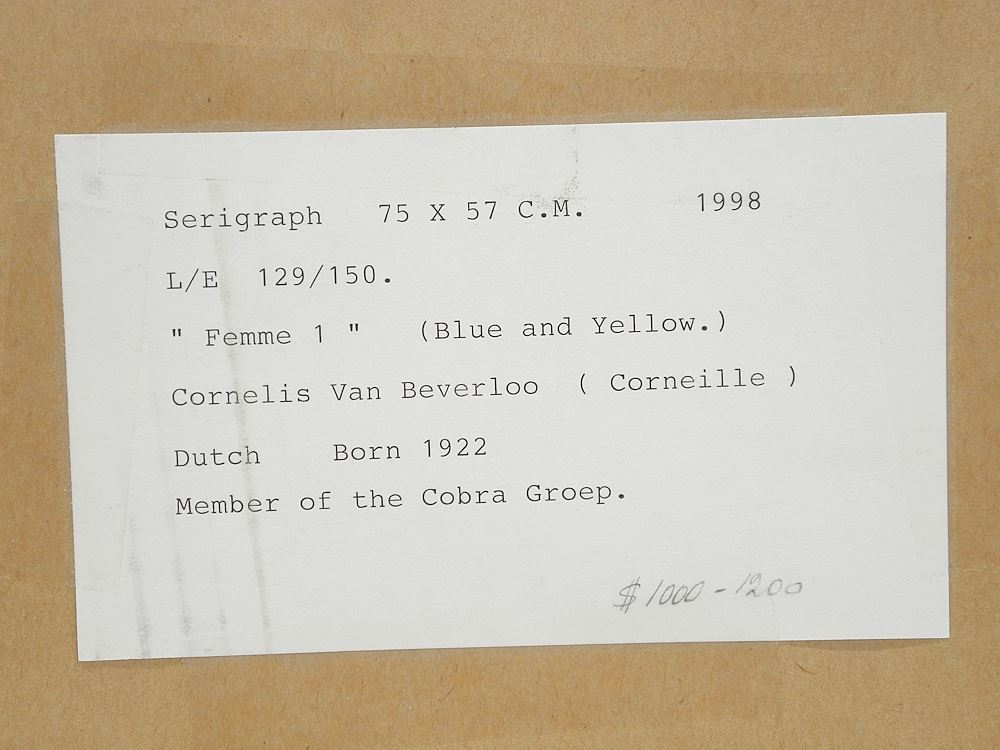 Serigraph 75 X 57 C.M. 1998
L/E 129/150.
" Femme 1 " (Blue and Yellow.)
Cornelis Van Beverloo ( Corneille )
Dutch Born 1922
Member of the Cobra Groep.
$1000-1200